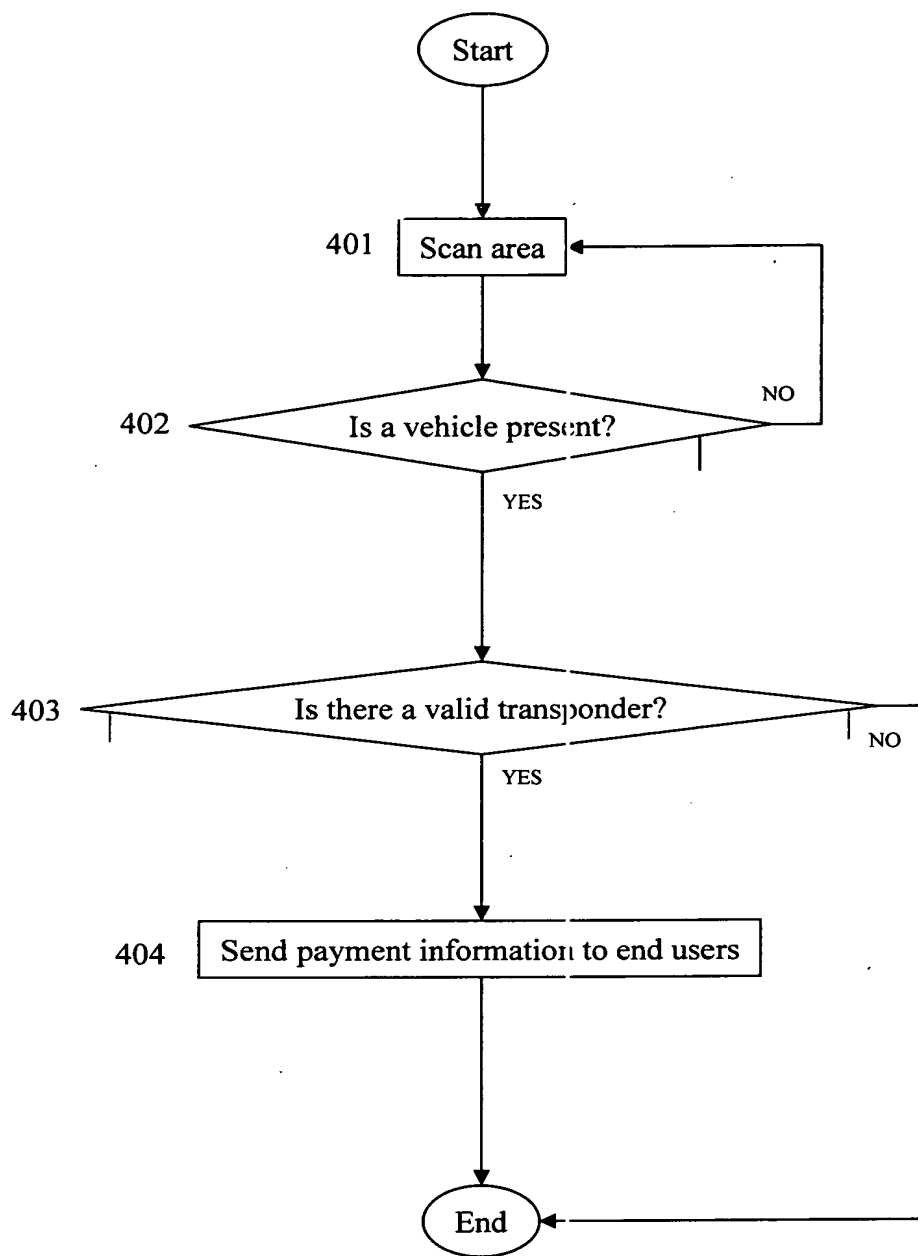 Start
401
Scan area
NO
402
Is a vehicle present?
YES
403
Is there a valid transponder?
NO
YES
404
Send payment information to end users
End